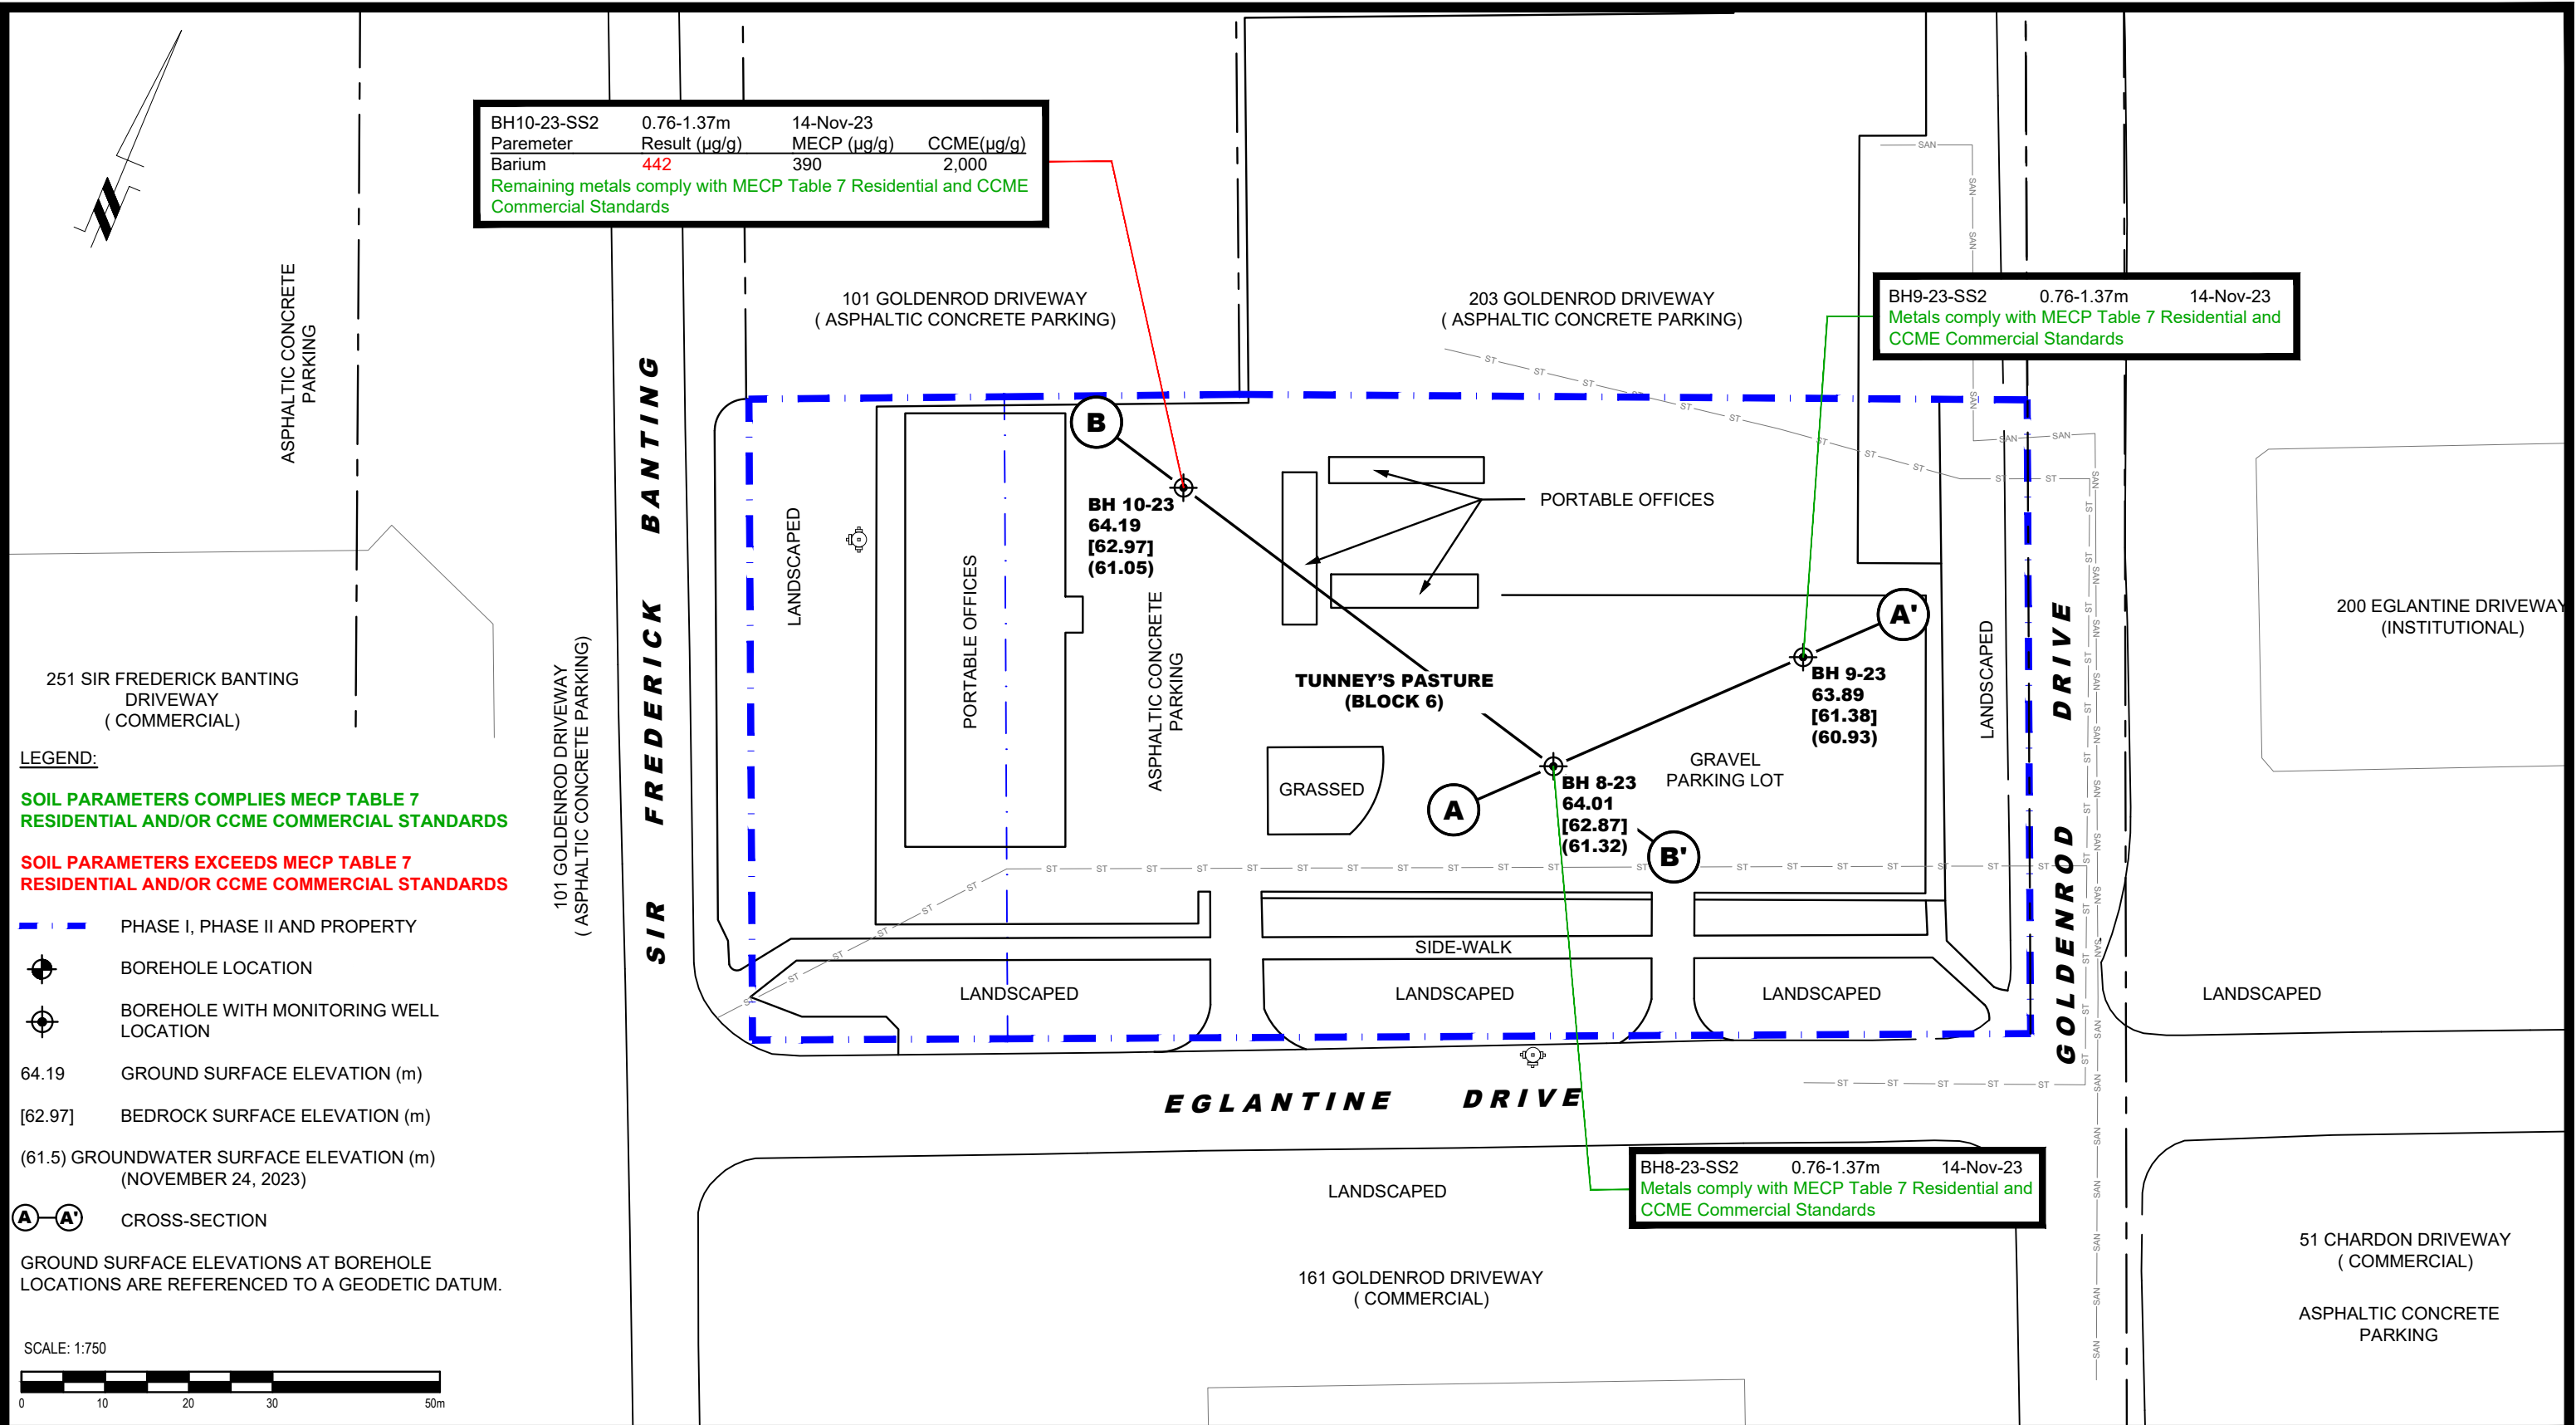 BH10-23-SS2 0.76-1.37m 14-Nov-23
Paremeter Result (µg/g) MECP (µg/g) CCME(µg/g)
Barium 442 390 2,000
Remaining metals comply with MECP Table 7 Residential and CCME
Commercial Standards
BH9-23-SS2 0.76-1.37m 14-Nov-23
Metals comply with MECP Table 7 Residential and
CCME Commercial Standards
101 GOLDENROD DRIVEWAY
( ASPHALTIC CONCRETE PARKING)
203 GOLDENROD DRIVEWAY
( ASPHALTIC CONCRETE PARKING)
ASPHALTIC CONCRETE
PARKING
SIR FREDERICK BANTING
101 GOLDENROD DRIVEWAY
( ASPHALTIC CONCRETE PARKING)
LANDSCAPED
PORTABLE OFFICES
B
BH 10-23
64.19
[62.97]
(61.05)
ASPHALTIC CONCRETE
PARKING
PORTABLE OFFICES
TUNNEY'S PASTURE
(BLOCK 6)
GRASSED
A'
BH 9-23
63.89
[61.38]
(60.93)
GRAVEL
PARKING LOT
A
BH 8-23
64.01
[62.87]
(61.32)
B'
LANDSCAPED
GOLDENROD DRIVE
200 EGLANTINE DRIVEWAY
(INSTITUTIONAL)
SIDE-WALK
LANDSCAPED
LANDSCAPED
LANDSCAPED
LANDSCAPED
EGLANTINE DRIVE
BH8-23-SS2 0.76-1.37m 14-Nov-23
Metals comply with MECP Table 7 Residential and
CCME Commercial Standards
LANDSCAPED
161 GOLDENROD DRIVEWAY
( COMMERCIAL)
51 CHARDON DRIVEWAY
( COMMERCIAL)
ASPHALTIC CONCRETE
PARKING
251 SIR FREDERICK BANTING
DRIVEWAY
( COMMERCIAL)
LEGEND:
SOIL PARAMETERS COMPLIES MECP TABLE 7
RESIDENTIAL AND/OR CCME COMMERCIAL STANDARDS
SOIL PARAMETERS EXCEEDS MECP TABLE 7
RESIDENTIAL AND/OR CCME COMMERCIAL STANDARDS
PHASE I, PHASE II AND PROPERTY
BOREHOLE LOCATION
BOREHOLE WITH MONITORING WELL
LOCATION
64.19 GROUND SURFACE ELEVATION (m)
[62.97] BEDROCK SURFACE ELEVATION (m)
(61.5) GROUNDWATER SURFACE ELEVATION (m)
(NOVEMBER 24, 2023)
A A' CROSS-SECTION
GROUND SURFACE ELEVATIONS AT BOREHOLE
LOCATIONS ARE REFERENCED TO A GEODETIC DATUM.
SCALE: 1:750
0 10 20 30 50m